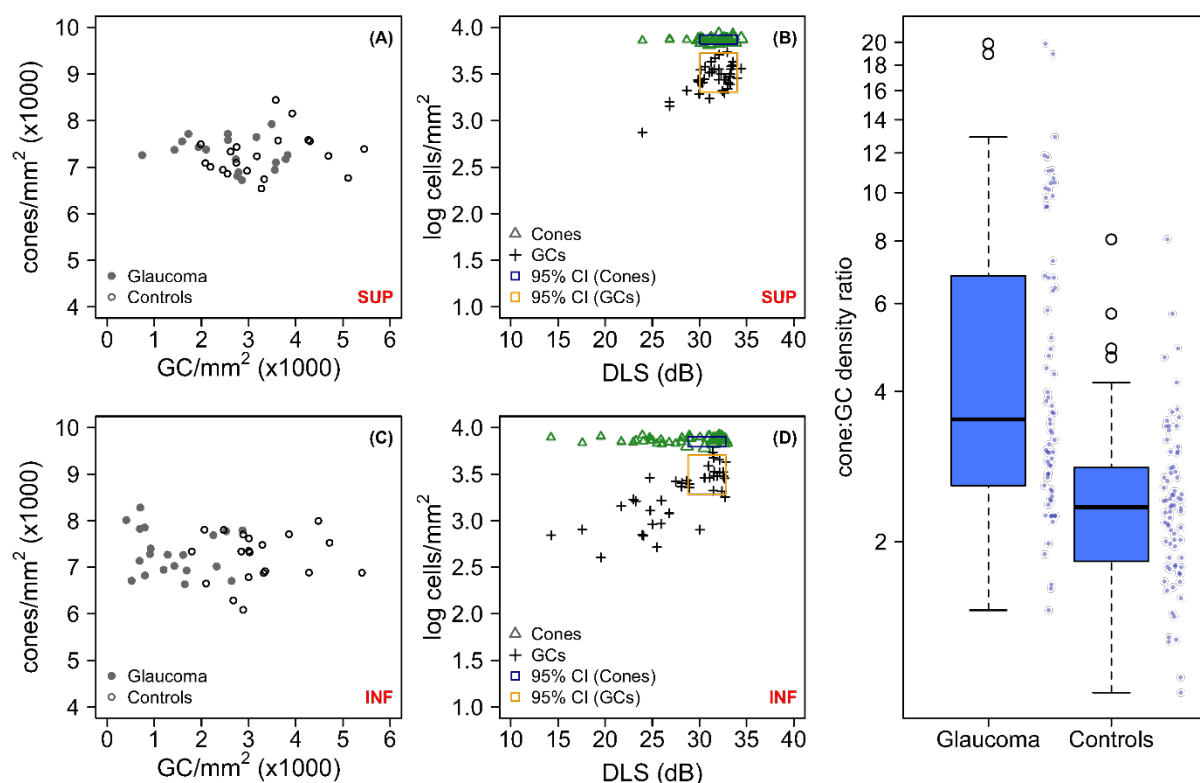 (A)
cones/mm² (x1000)
10
9
8
7
6
5
4
Glaucoma
Controls
SUP
0 1 2 3 4 5 6
GC/mm² (x1000)
(B)
log cells/mm²
4.0
3.5
3.0
2.5
2.0
1.5
1.0
Cones
GCs
95% CI (Cones)
95% CI (GCs)
SUP
10 15 20 25 30 35 40
DLS (dB)
(C)
cones/mm² (x1000)
10
9
8
7
6
5
4
Glaucoma
Controls
INF
0 1 2 3 4 5 6
GC/mm² (x1000)
(D)
log cells/mm²
4.0
3.5
3.0
2.5
2.0
1.5
1.0
Cones
GCs
95% CI (Cones)
95% CI (GCs)
INF
10 15 20 25 30 35 40
DLS (dB)
cone:GC density ratio
20
18
16
14
12
10
8
6
4
2
Glaucoma Controls